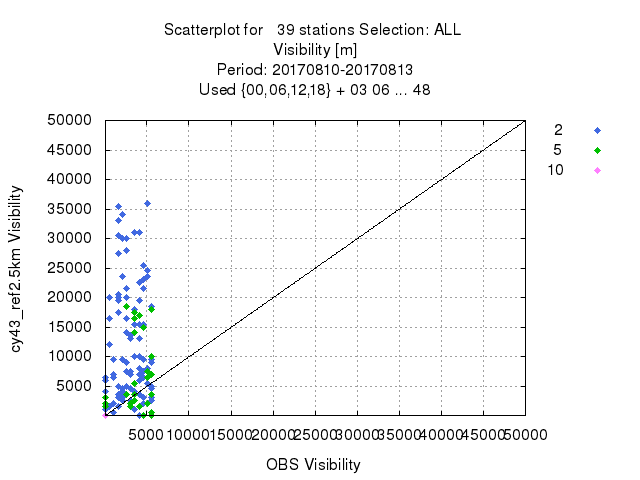 Scatterplot for 39 stations Selection: ALL
Visibility [m]
Period: 20170810-20170813
Used {00,06,12,18} + 03 06 ... 48
50000
45000
40000
35000
30000
25000
20000
15000
10000
5000
cy43_ref2.5km Visibility
2
5
10
5000 10000 15000 20000 25000 30000 35000 40000 45000 50000
OBS Visibility